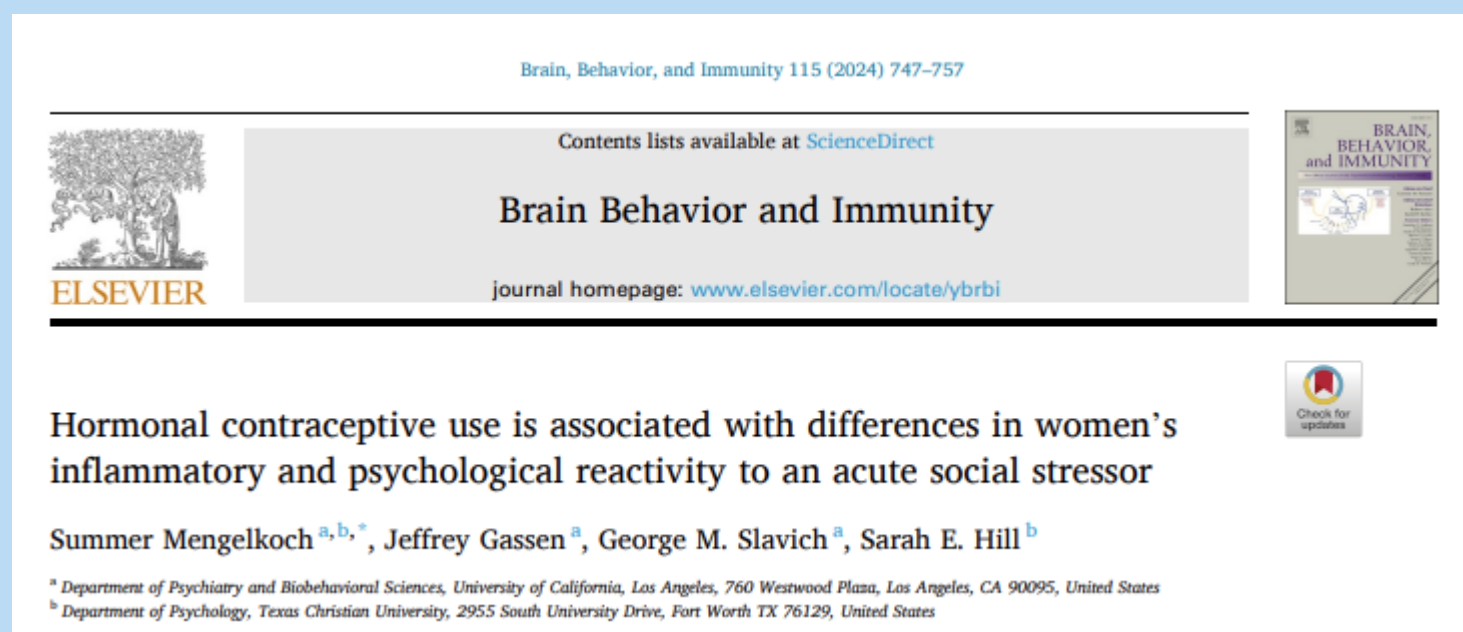 Brain, Behavior, and Immunity 115 (2024) 747–757
Contents lists available at ScienceDirect
Brain Behavior and Immunity
journal homepage: www.elsevier.com/locate/ybrbi
ELSEVIER
BRAIN,
BEHAVIOR,
and IMMUNITY
Check for
updates
Hormonal contraceptive use is associated with differences in women’s
inflammatory and psychological reactivity to an acute social stressor
Summer Mengelkoch a,b,*, Jeffrey Gassen a, George M. Slavich a, Sarah E. Hill b
a Department of Psychiatry and Biobehavioral Sciences, University of California, Los Angeles, 760 Westwood Plaza, Los Angeles, CA 90095, United States
b Department of Psychology, Texas Christian University, 2955 South University Drive, Fort Worth TX 76129, United States